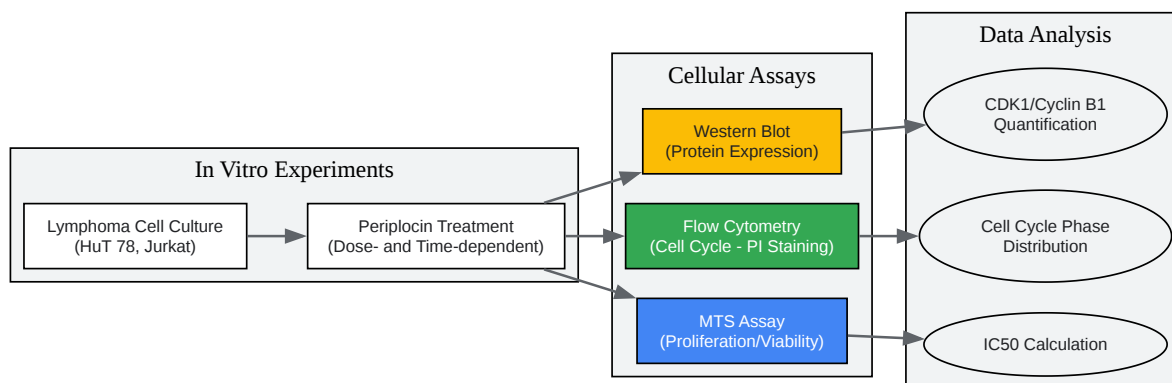 In Vitro Experiments
Lymphoma Cell Culture
(HuT 78, Jurkat)
Periplocin Treatment
(Dose- and Time-dependent)
Cellular Assays
Western Blot
(Protein Expression)
Flow Cytometry
(Cell Cycle - PI Staining)
MTS Assay
(Proliferation/Viability)
Data Analysis
CDK1/Cyclin B1
Quantification
Cell Cycle Phase
Distribution
IC50 Calculation